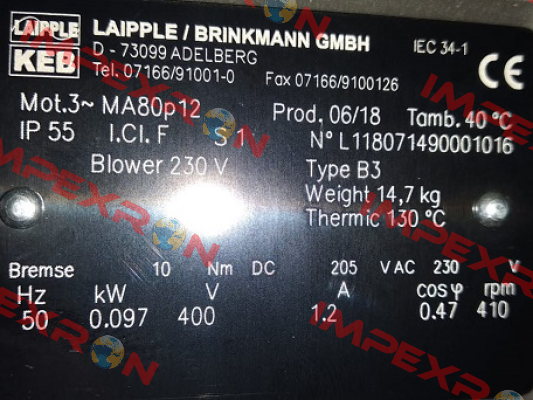 LAIPPLE
KEB
LAIPPLE / BRINKMANN GMBH
D - 73099 ADELBERG
Tel. 07166/91001-0 Fax 07166/9100126
IEC 34-1
CE
Mot.3~ MA80p12 Prod. 06/18 Tamb. 40 °C
IP 55 I.Cl. F S1 N° L118071490001016
Blower 230 V Type B3
Weight 14,7 kg
Thermic 130 °C
Bremse 10 Nm DC 205 V AC 230 V
Hz kW V A cos φ rpm
50 0.097 400 1.2 0.47 410
IMPEXRON
IMPEXRON
IMPEXRON
IMPEXRON